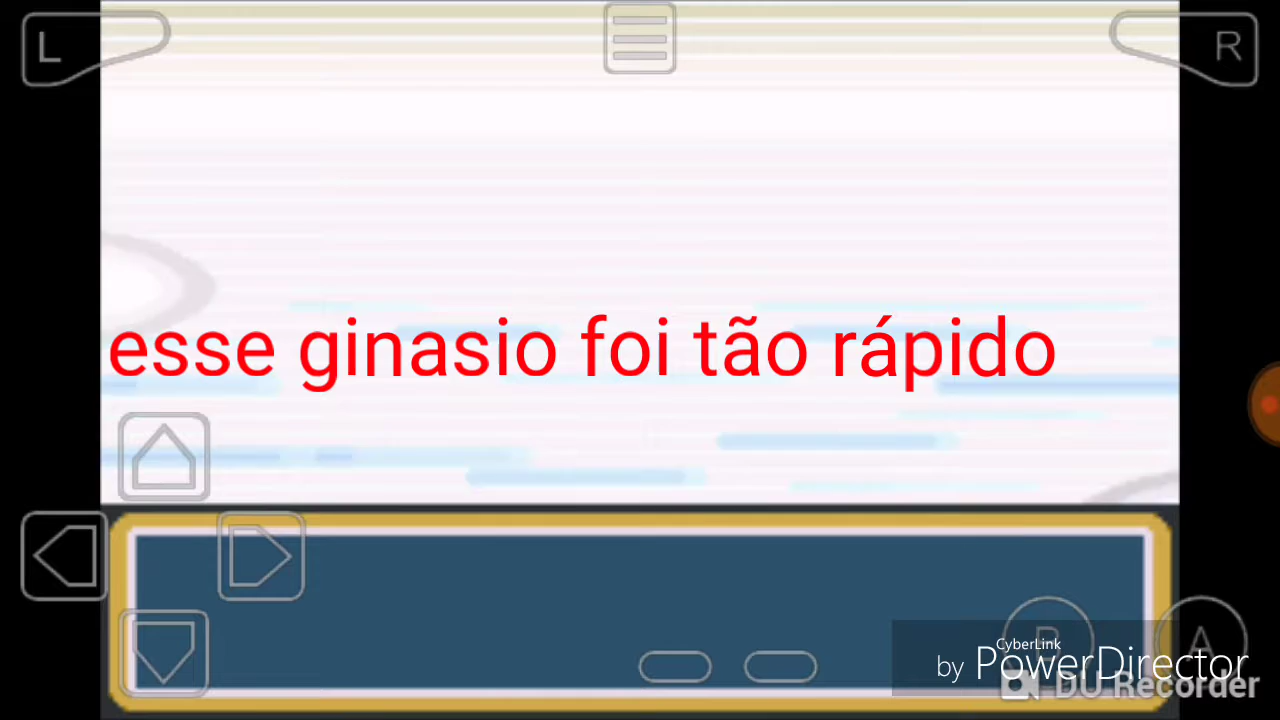 L
R
esse ginasio foi tão rápido
B
A
CyberLink
by PowerDirector
DU Recorder